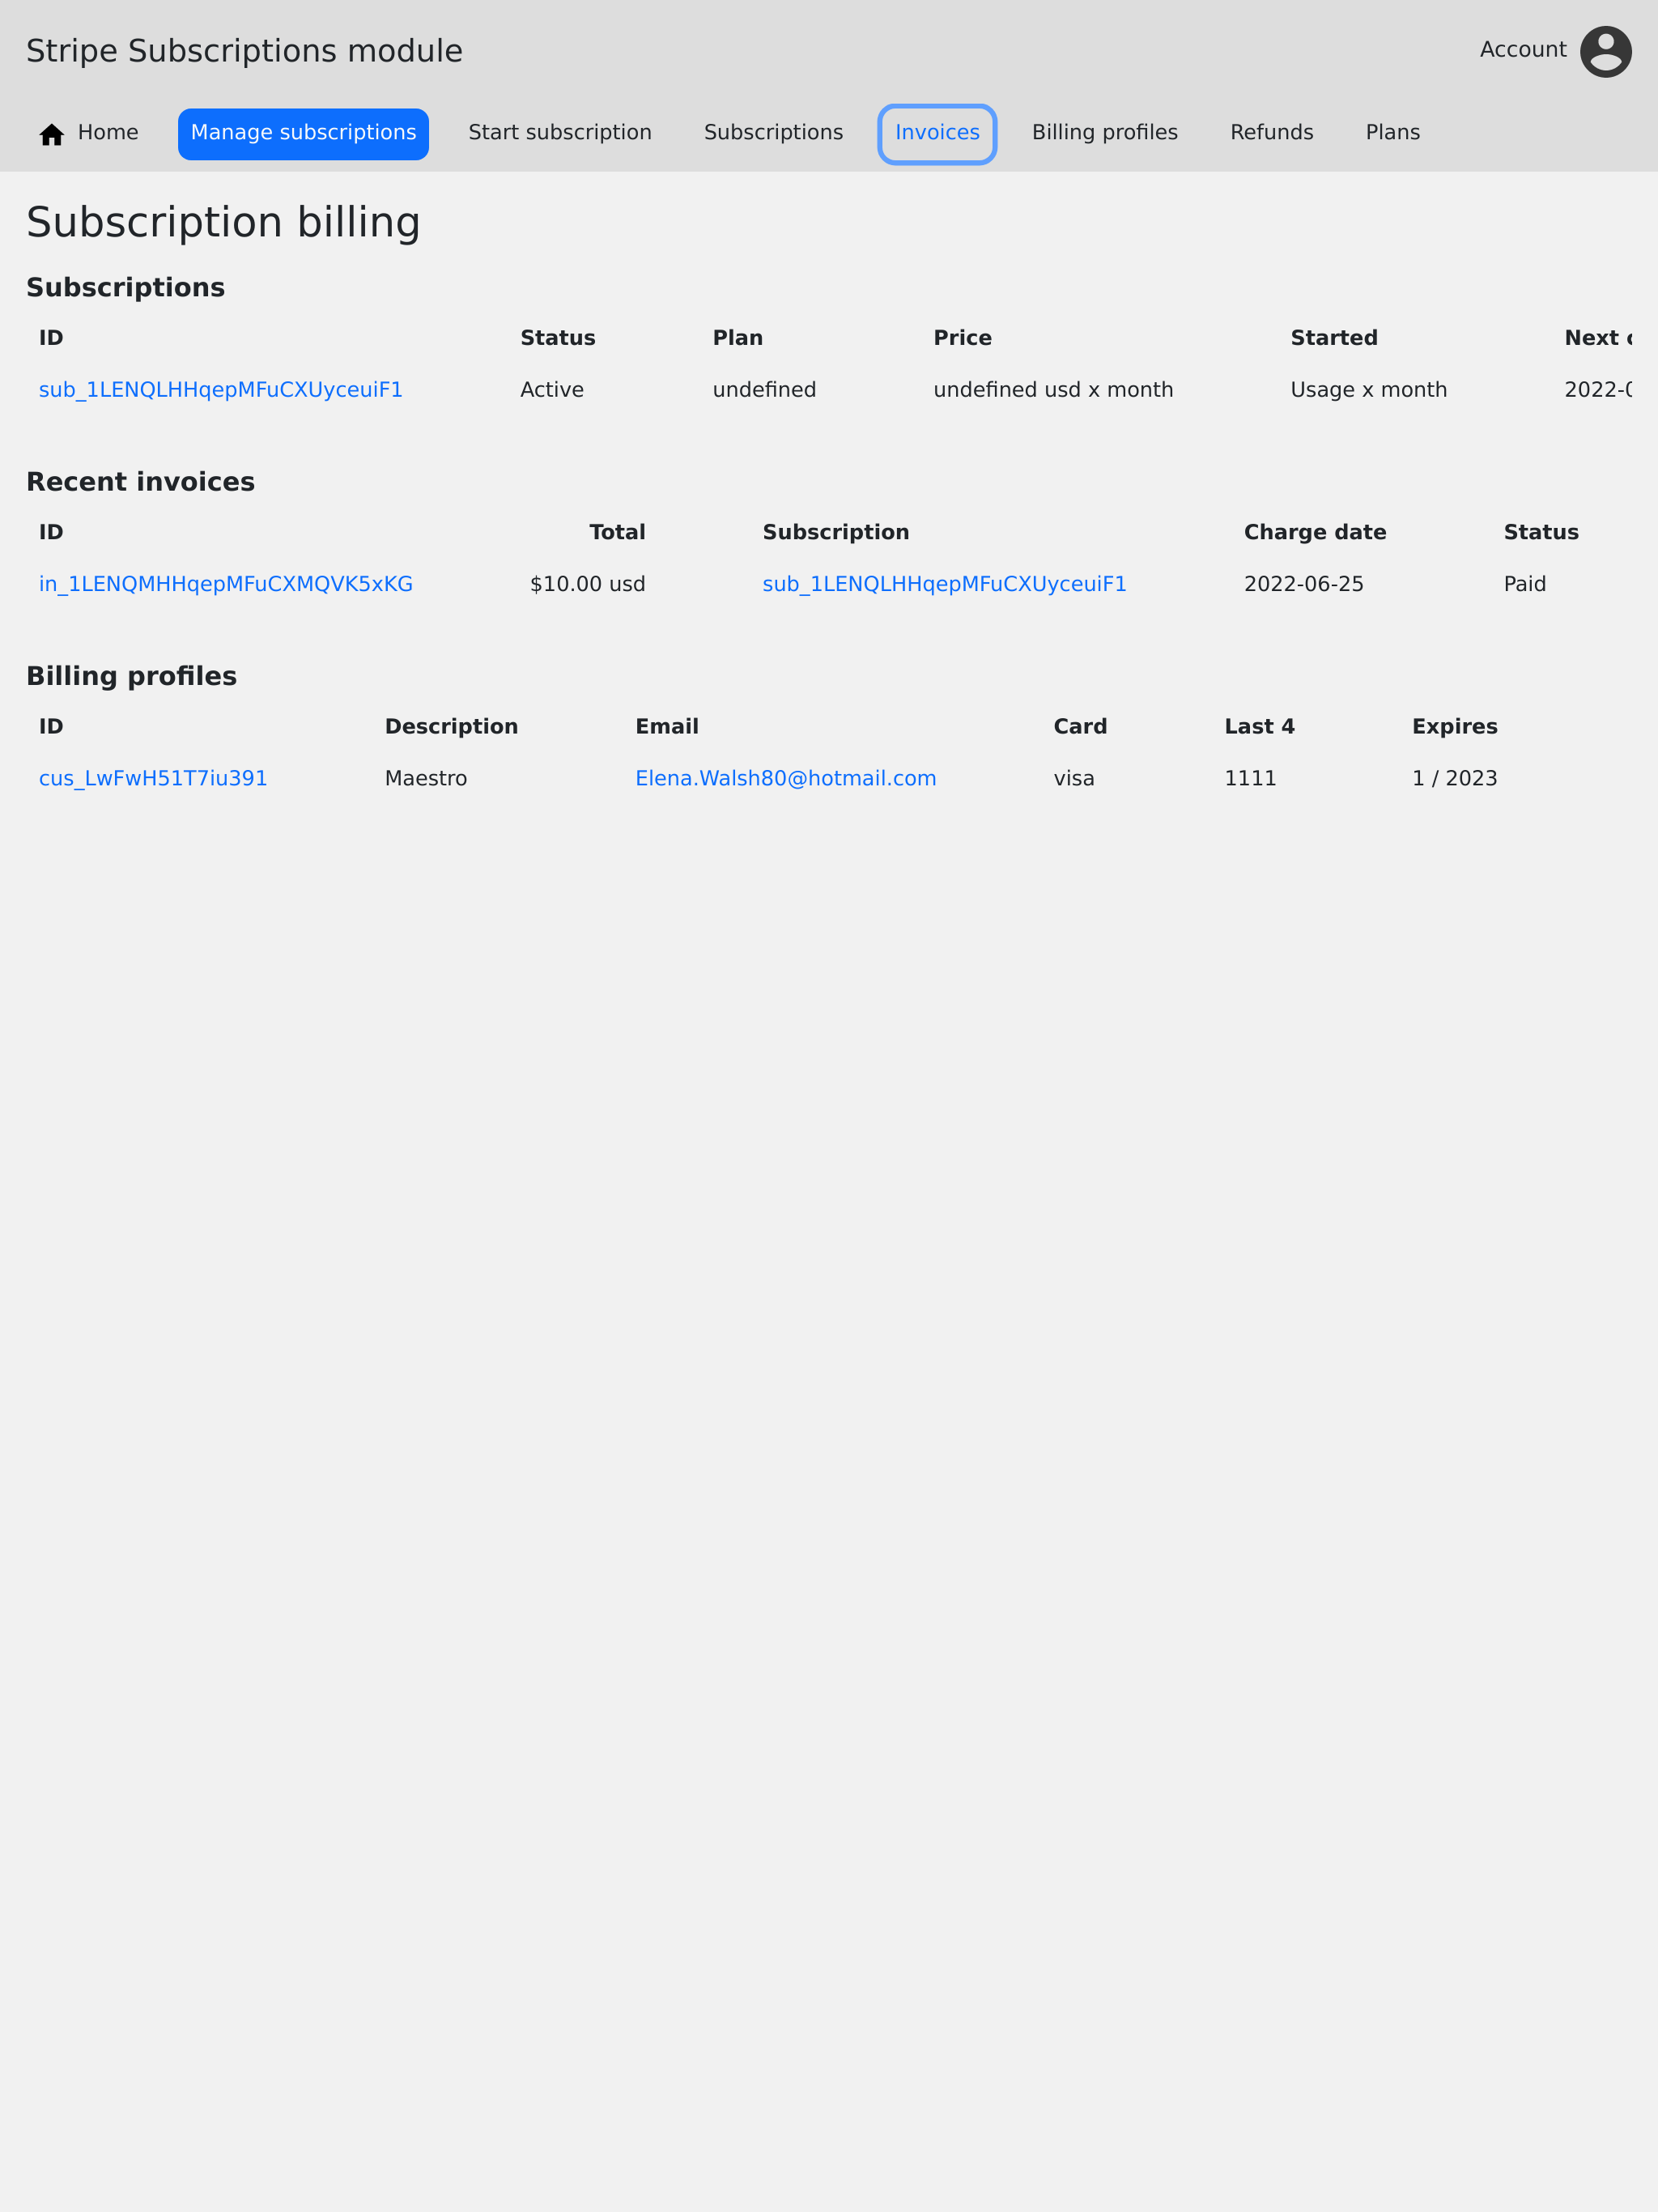 Stripe Subscriptions module
Account
Home Manage subscriptions Start subscription Subscriptions Invoices Billing profiles Refunds Plans
Subscription billing
Subscriptions
ID Status Plan Price Started Next
sub_1LENQLHHqepMFuCXUyceuiF1 Active undefined undefined usd x month Usage x month 2022-
Recent invoices
ID Total Subscription Charge date Status
in_1LENQMHHqepMFuCXMQVK5xKG $10.00 usd sub_1LENQLHHqepMFuCXUyceuiF1 2022-06-25 Paid
Billing profiles
ID Description Email Card Last 4 Expires
cus_LwFwH51T7iu391 Maestro Elena.Walsh80@hotmail.com visa 1111 1 / 2023